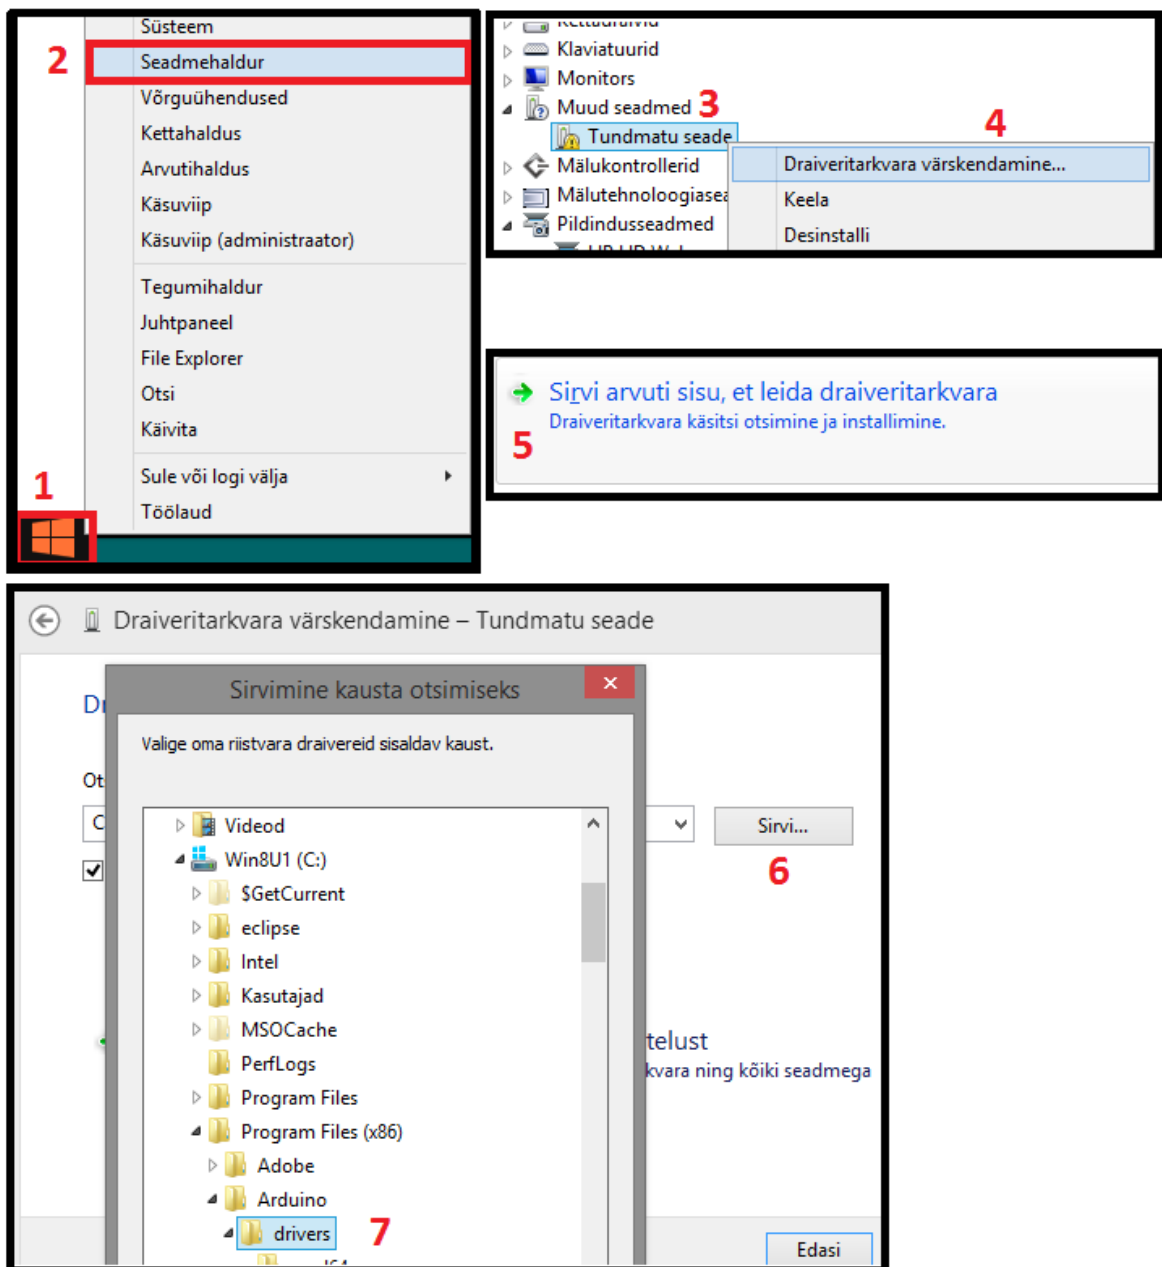 Süsteem
2
Seadmehaldur
Võrguühendused
Kettahaldus
Arvutihaldus
Käsuviip
Käsuviip (administraator)
Tegumihaldur
Juhtpaneel
File Explorer
Otsi
Käivita
Sule või logi välja
1
Töölaud
Kettadraivid
Klaviatuurid
Monitors
Muud seadmed 3
Tundmatu seade
4
Mälukontrollerid
Draiveritarkvara värskendamine...
Mälutehnoloogiasea
Keela
Pildindusseadmed
Desinstalli
Sirvi arvuti sisu, et leida draiveritarkvara
Draiveritarkvara käsitsi otsimine ja installimine.
5
Draiveritarkvara värskendamine – Tundmatu seade
Sirvimine kausta otsimiseks
Dr
Valige oma riistvara draivereid sisaldav kaust.
Ot
C
Videod
Sirvi...
Win8U1 (C:)
6
$GetCurrent
eclipse
Intel
Kasutajad
MSOCache
telust
PerfLogs
kvara ning kõiki seadmega
Program Files
Program Files (x86)
Adobe
Arduino
drivers 7
Edasi